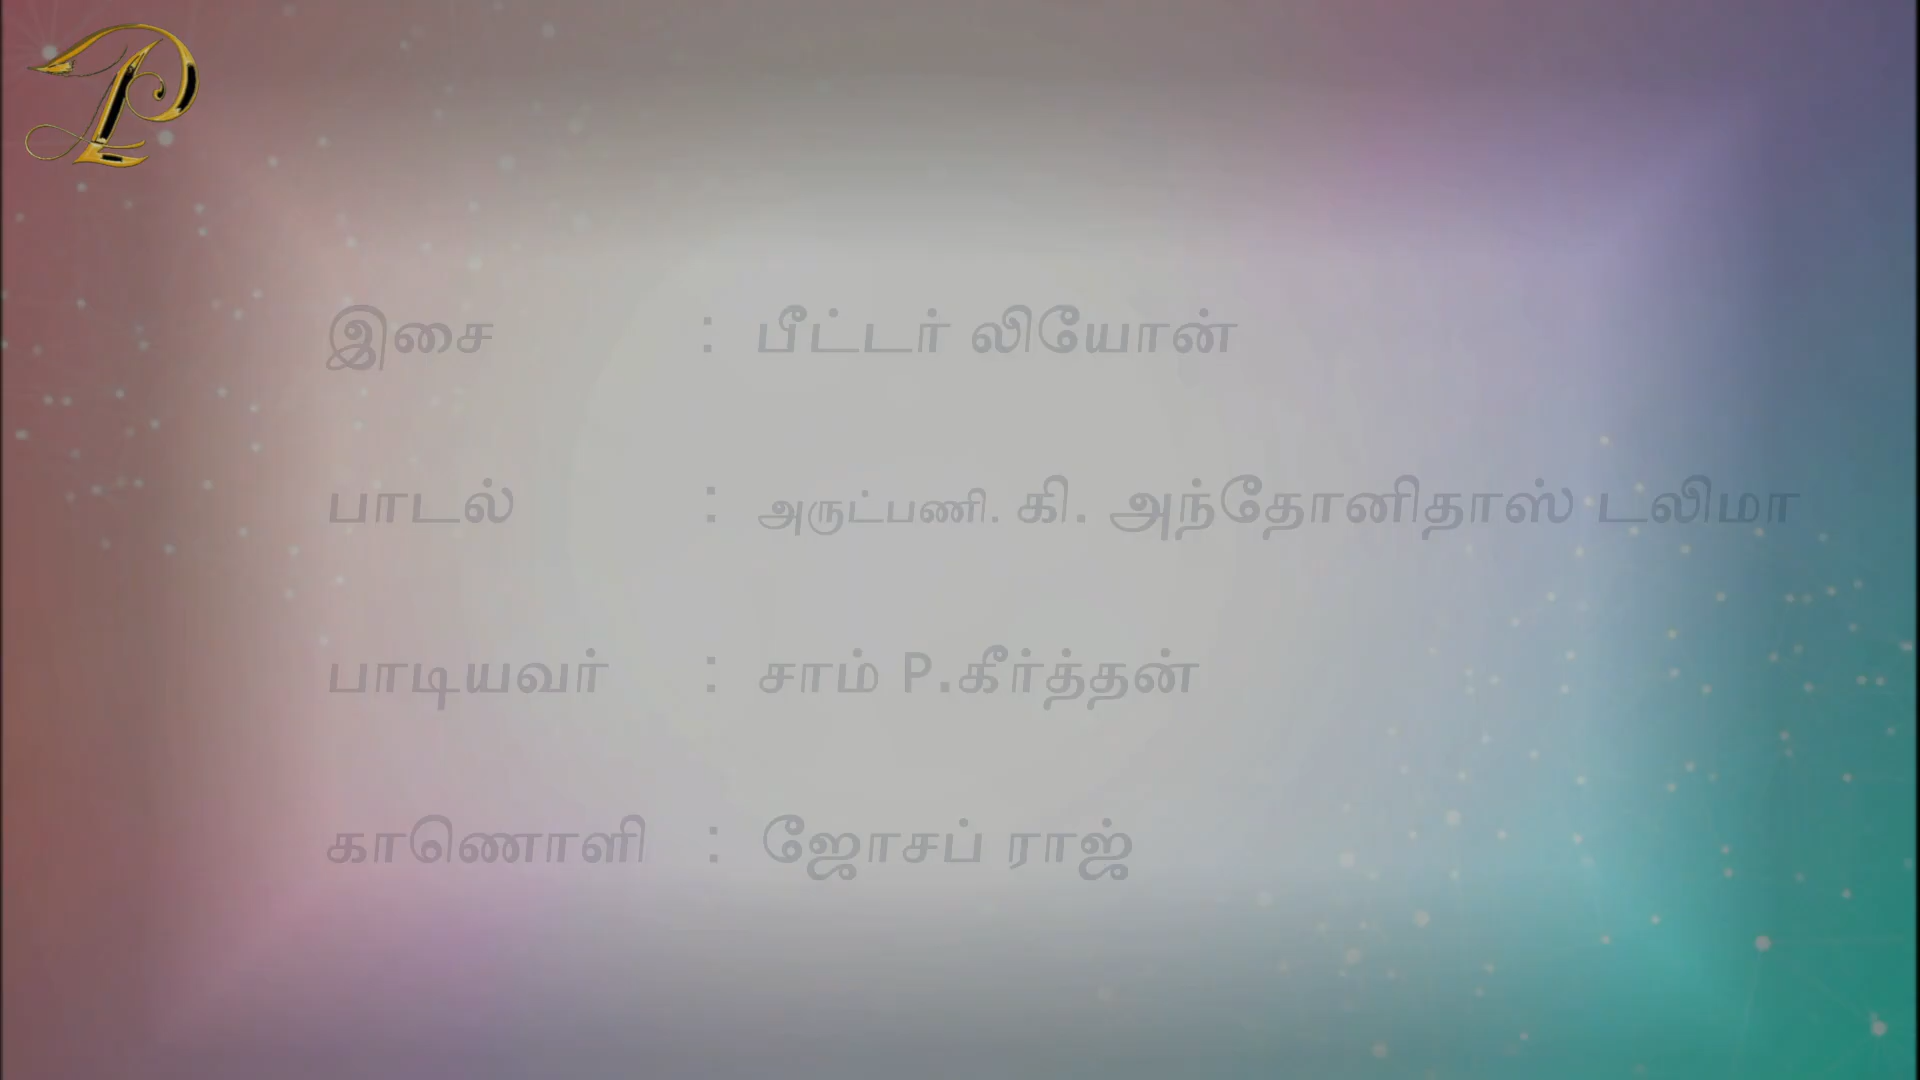 இசை : பீட்டர் லியோன்
பாடல் : அருட்பணி. கி. அந்தோனிதாஸ் டலிமா
பாடியவர் : சாம் P.கீர்த்தன்
காணொளி : ஜோசப் ராஜ்